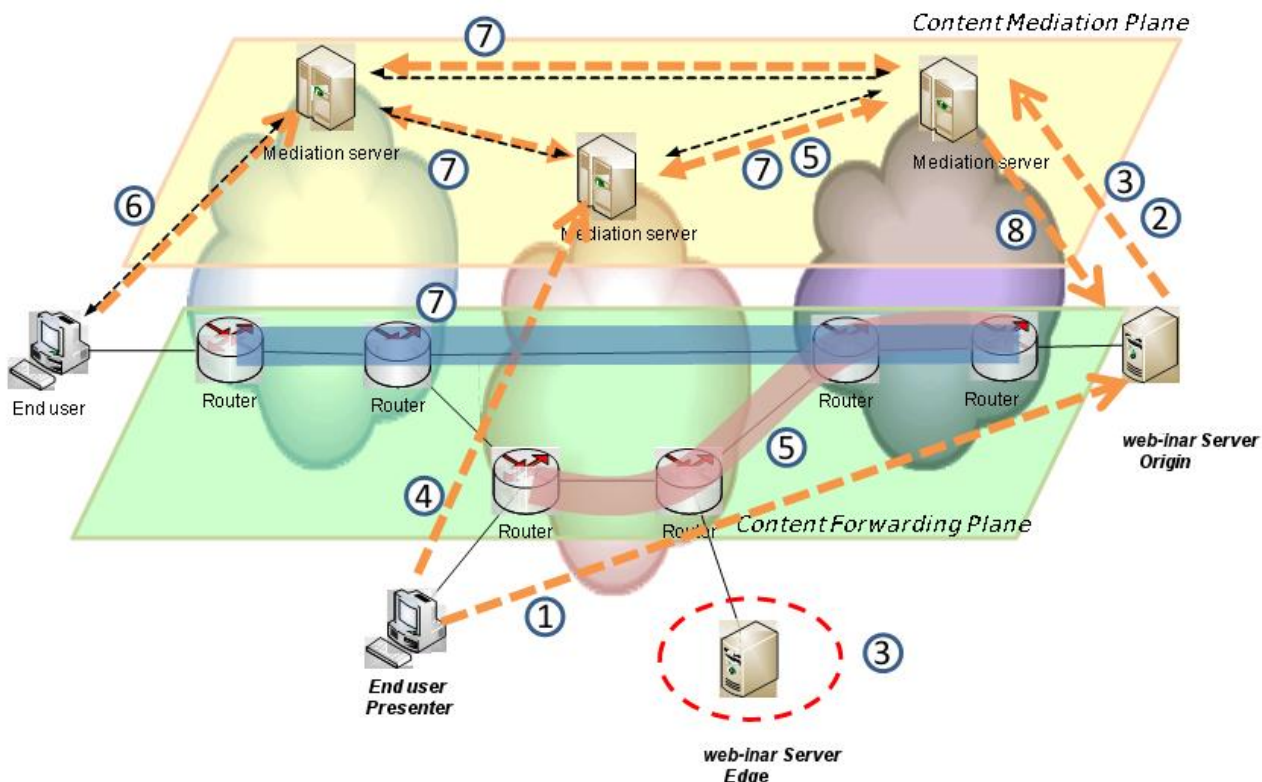 Content Mediation Plane
7
Mediation server
Mediation server
7
7
5
3
2
6
Mediation server
8
7
End user
Router
Router
Router
Router
web-inar Server
Origin
5
4
Router
Router
Content Forwarding Plane
1
3
End user
Presenter
web-inar Server
Edge